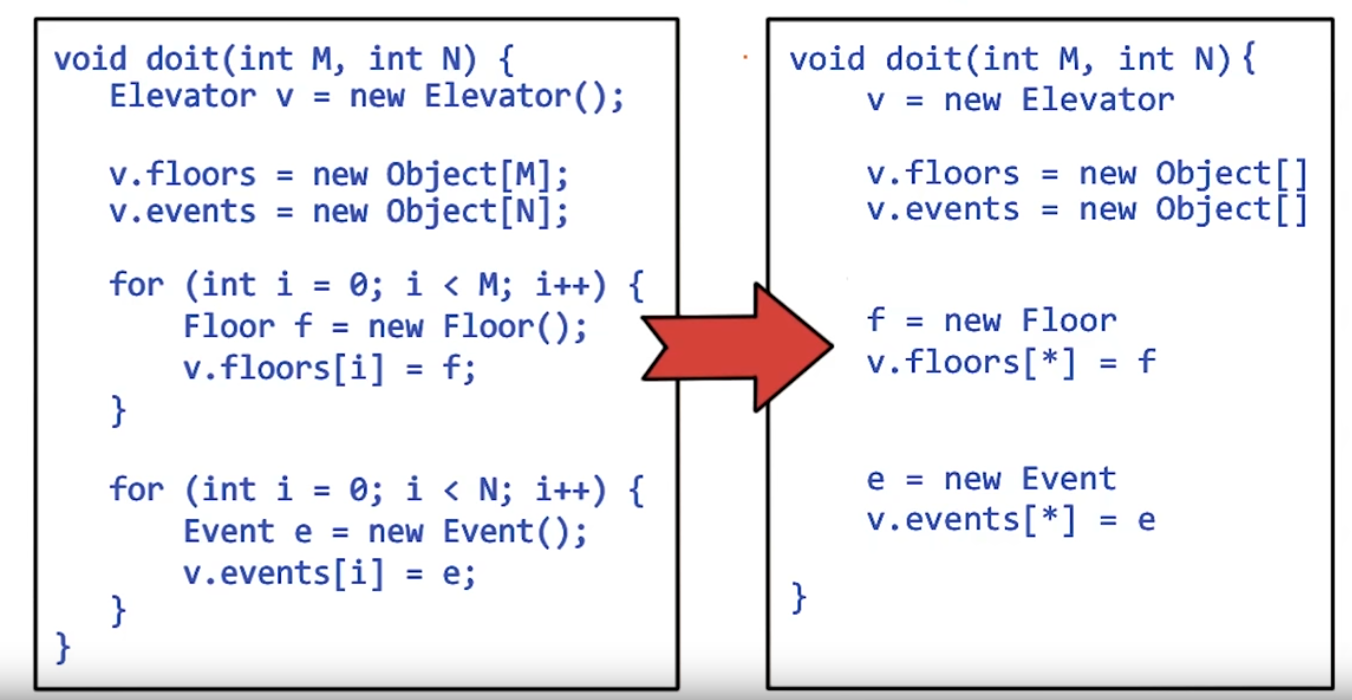 void doit(int M, int N) {
Elevator v = new Elevator();
v.floors = new Object[M];
v.events = new Object[N];
for (int i = 0; i < M; i++) {
Floor f = new Floor();
v.floors[i] = f;
}
for (int i = 0; i < N; i++) {
Event e = new Event();
v.events[i] = e;
}
}
void doit(int M, int N){
v = new Elevator
v.floors = new Object[]
v.events = new Object[]
f = new Floor
v.floors[*] = f
e = new Event
v.events[*] = e
}